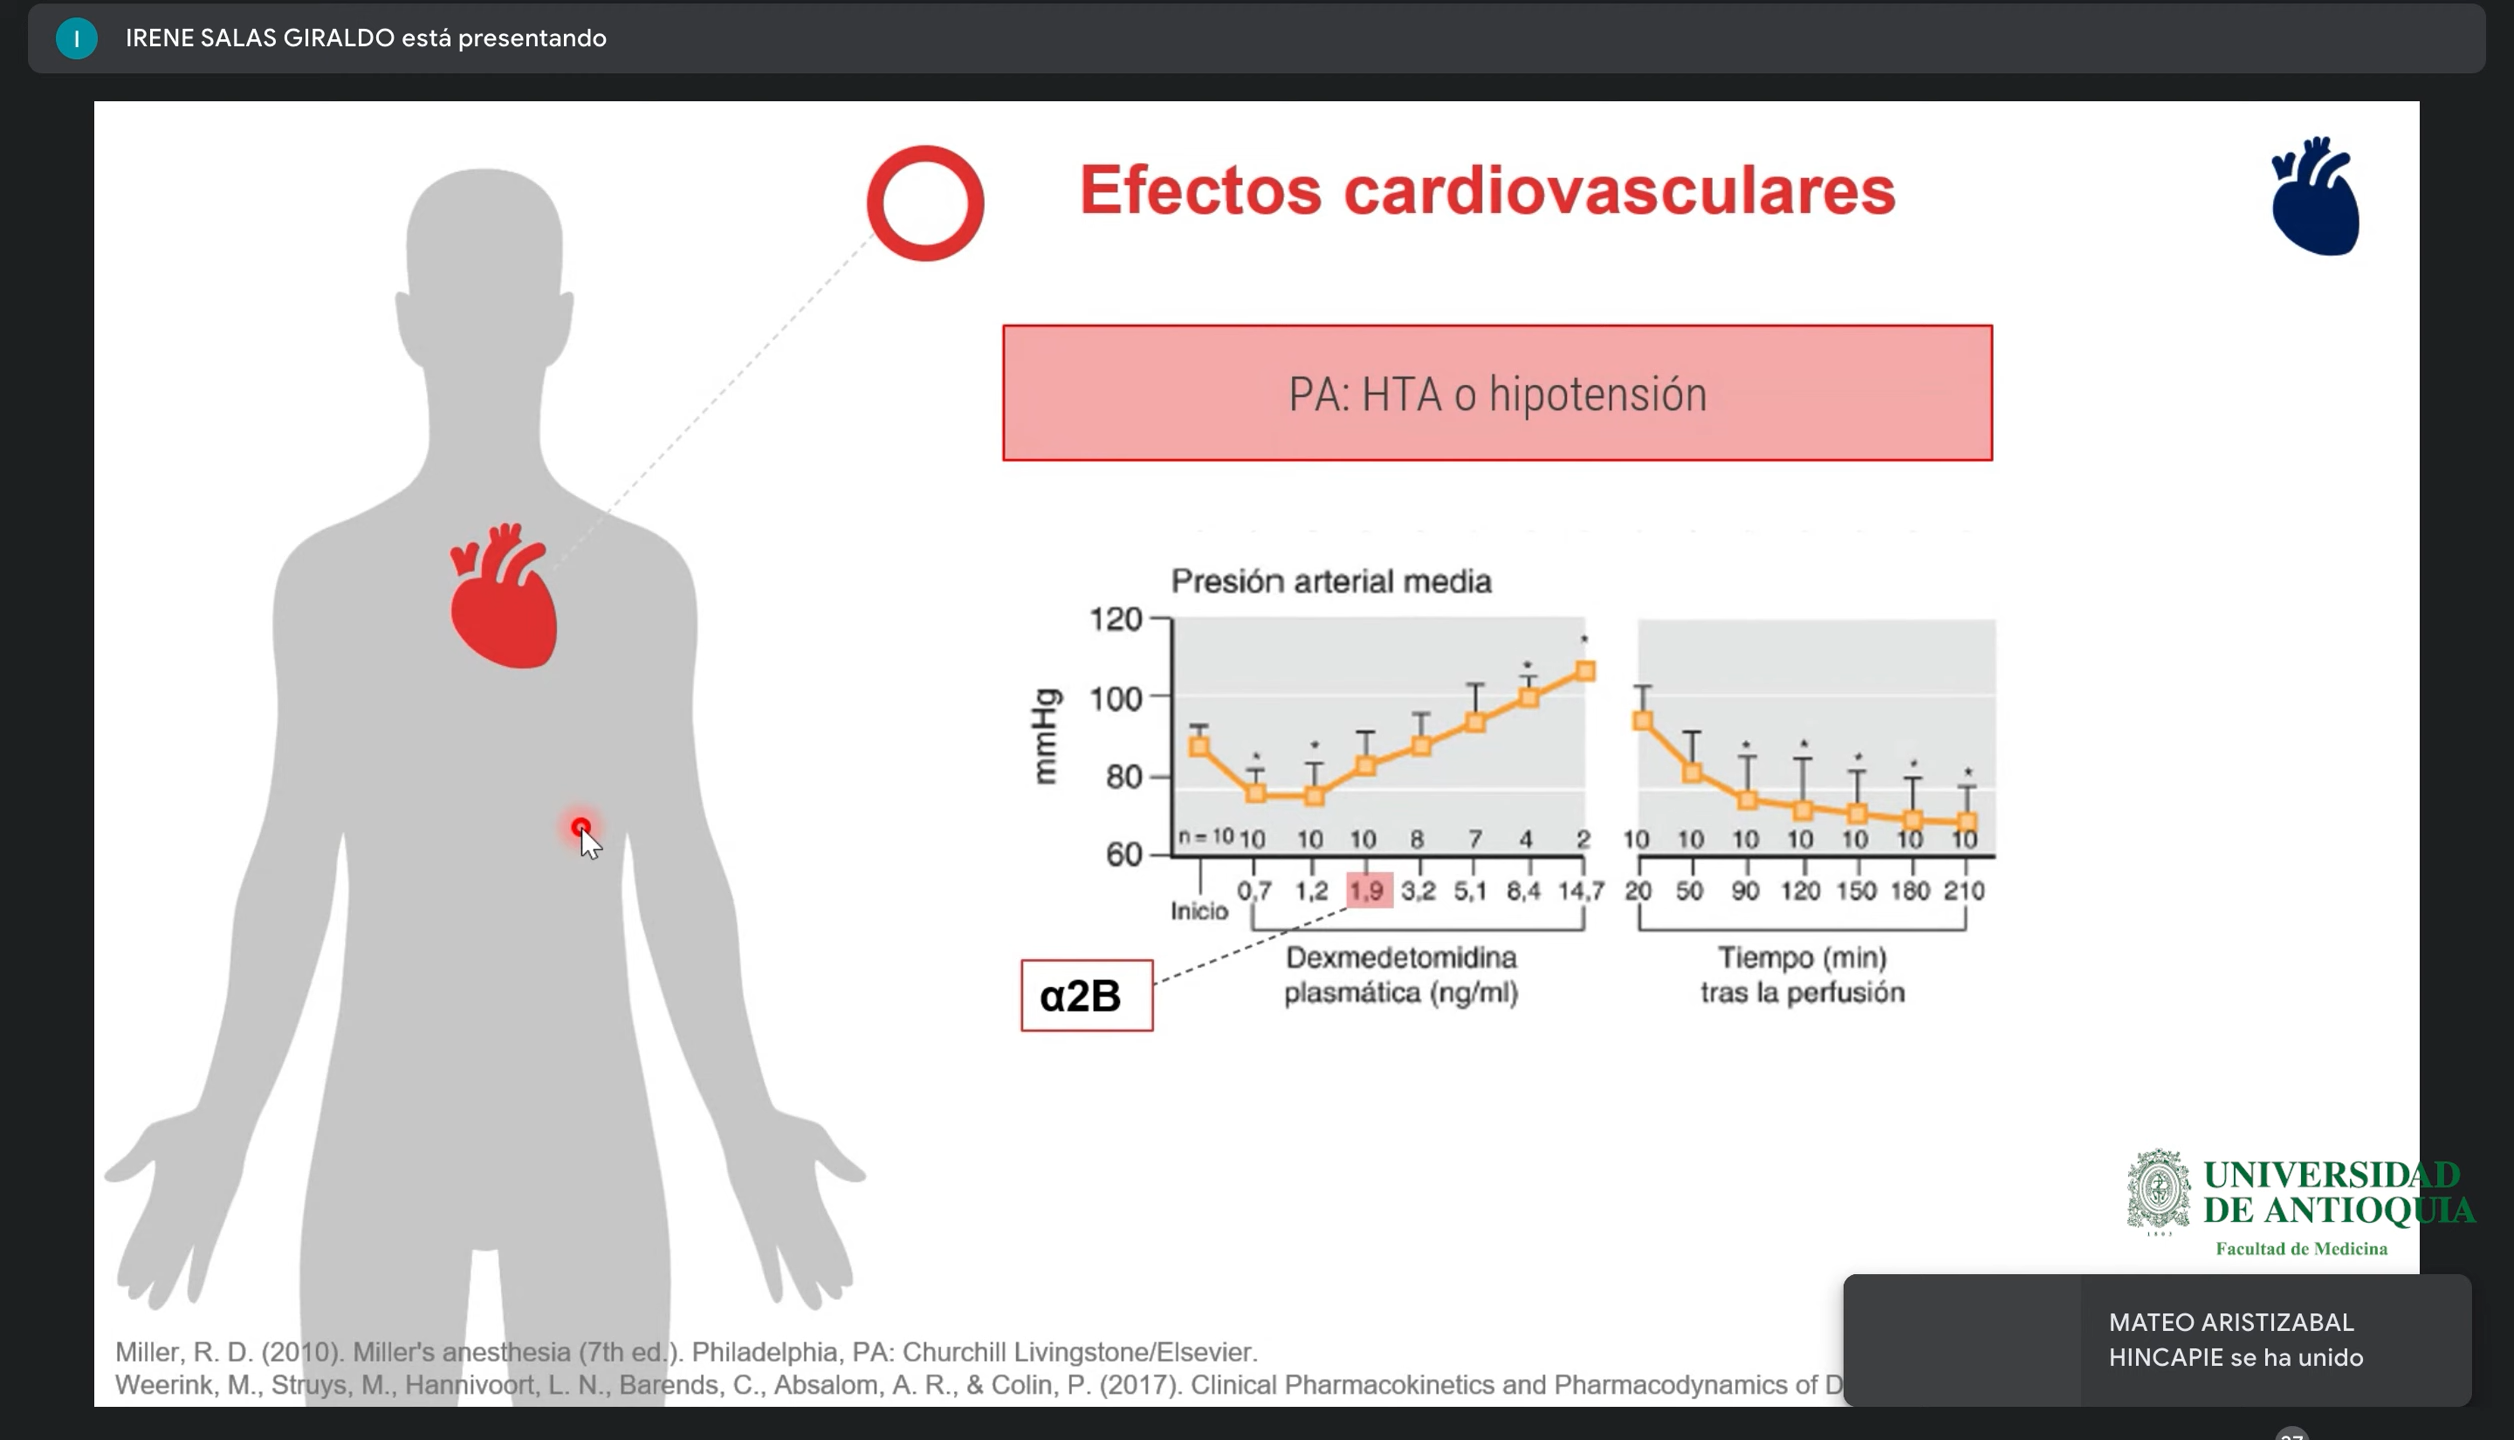 I
IRENE SALAS GIRALDO está presentando
Efectos cardiovasculares
PA: HTA o hipotensión
Presión arterial media
mmHg
120
100
80
60
* * * *
* * * * *
n = 10 10 10 10 8 7 4 2
10 10 10 10 10 10 10
Inicio
0,7 1,2 1,9 3,2 5,1 8,4 14,7
20 50 90 120 150 180 210
α2B
Dexmedetomidina
plasmática (ng/ml)
Tiempo (min)
tras la perfusión
UNIVERSIDAD
DE ANTIOQUIA
1803
Facultad de Medicina
Miller, R. D. (2010). Miller's anesthesia (7th ed.). Philadelphia, PA: Churchill Livingstone/Elsevier.
Weerink, M., Struys, M., Hannivoort, L. N., Barends, C., Absalom, A. R., & Colin, P. (2017). Clinical Pharmacokinetics and Pharmacodynamics of D
MATEO ARISTIZABAL
HINCAPIE se ha unido